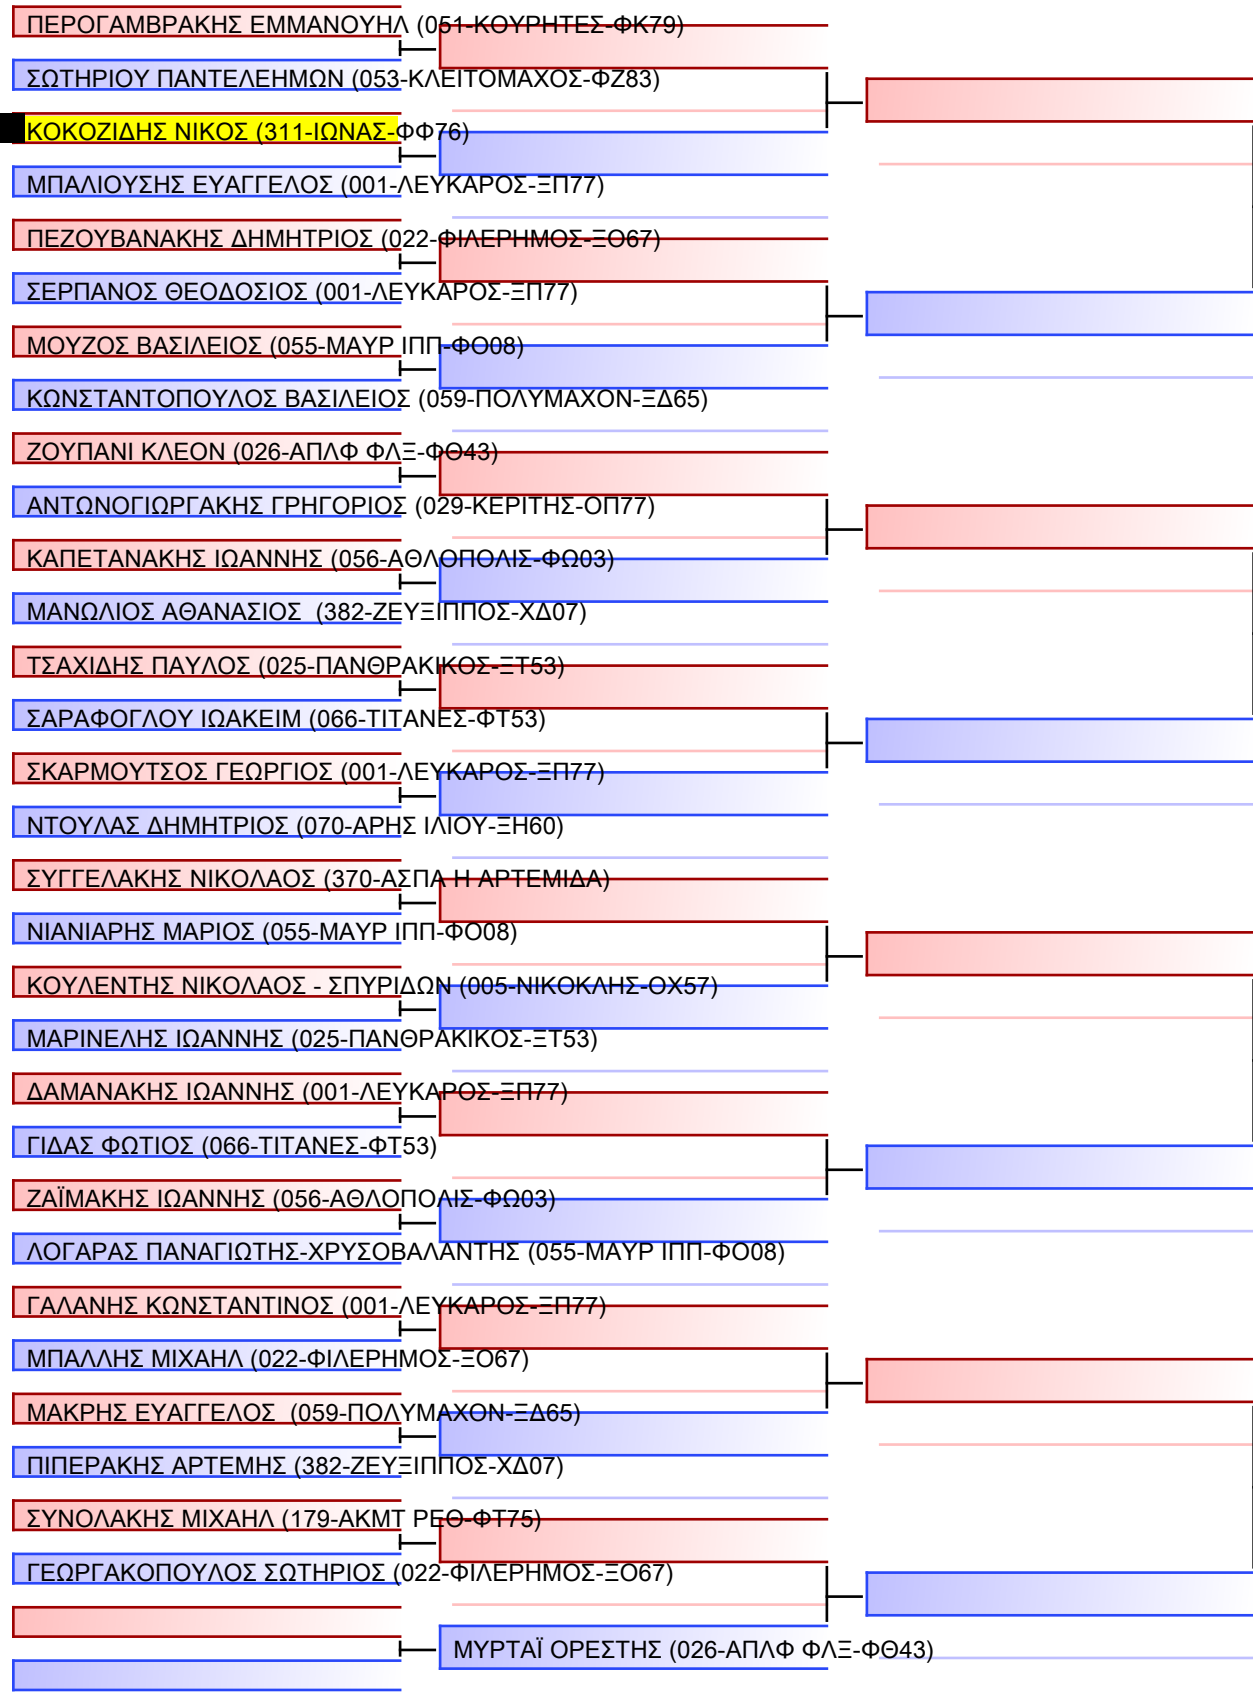 ΠΕΡΟΓΑΜΒΡΑΚΗΣ ΕΜΜΑΝΟΥΗΛ (051-ΚΟΥΡΗΤΕΣ-ΦΚ79)
ΣΩΤΗΡΙΟΥ ΠΑΝΤΕΛΕΗΜΩΝ (053-ΚΛΕΙΤΟΜΑΧΟΣ-ΦΖ83)
ΚΟΚΟΖΙΔΗΣ ΝΙΚΟΣ (311-ΙΩΝΑΣ-ΦΦ76)
ΜΠΑΛΙΟΥΣΗΣ ΕΥΑΓΓΕΛΟΣ (001-ΛΕΥΚΑΡΟΣ-ΞΠ77)
ΠΕΖΟΥΒΑΝΑΚΗΣ ΔΗΜΗΤΡΙΟΣ (022-ΦΙΛΕΡΗΜΟΣ-ΞΟ67)
ΣΕΡΠΑΝΟΣ ΘΕΟΔΟΣΙΟΣ (001-ΛΕΥΚΑΡΟΣ-ΞΠ77)
ΜΟΥΖΟΣ ΒΑΣΙΛΕΙΟΣ (055-ΜΑΥΡ ΙΠΠ-ΦΟ08)
ΚΩΝΣΤΑΝΤΟΠΟΥΛΟΣ ΒΑΣΙΛΕΙΟΣ (059-ΠΟΛΥΜΑΧΟΝ-ΞΔ65)
ΖΟΥΠΑΝΙ ΚΛΕΟΝ (026-ΑΠΛΦ ΦΛΞ-ΦΘ43)
ΑΝΤΩΝΟΓΙΩΡΓΑΚΗΣ ΓΡΗΓΟΡΙΟΣ (029-ΚΕΡΙΤΗΣ-ΟΠ77)
ΚΑΠΕΤΑΝΑΚΗΣ ΙΩΑΝΝΗΣ (056-ΑΘΛΟΠΟΛΙΣ-ΦΩ03)
ΜΑΝΩΛΙΟΣ ΑΘΑΝΑΣΙΟΣ  (382-ΖΕΥΞΙΠΠΟΣ-ΧΔ07)
ΤΣΑΧΙΔΗΣ ΠΑΥΛΟΣ (025-ΠΑΝΘΡΑΚΙΚΟΣ-ΞΤ53)
ΣΑΡΑΦΟΓΛΟΥ ΙΩΑΚΕΙΜ (066-ΤΙΤΑΝΕΣ-ΦΤ53)
ΣΚΑΡΜΟΥΤΣΟΣ ΓΕΩΡΓΙΟΣ (001-ΛΕΥΚΑΡΟΣ-ΞΠ77)
ΝΤΟΥΛΑΣ ΔΗΜΗΤΡΙΟΣ (070-ΑΡΗΣ ΙΛΙΟΥ-ΞΗ60)
ΣΥΓΓΕΛΑΚΗΣ ΝΙΚΟΛΑΟΣ (370-ΑΣΠΑ Η ΑΡΤΕΜΙΔΑ)
ΝΙΑΝΙΑΡΗΣ ΜΑΡΙΟΣ (055-ΜΑΥΡ ΙΠΠ-ΦΟ08)
ΚΟΥΛΕΝΤΗΣ ΝΙΚΟΛΑΟΣ - ΣΠΥΡΙΔΩΝ (005-ΝΙΚΟΚΛΗΣ-ΟΧ57)
ΜΑΡΙΝΕΛΗΣ ΙΩΑΝΝΗΣ (025-ΠΑΝΘΡΑΚΙΚΟΣ-ΞΤ53)
ΔΑΜΑΝΑΚΗΣ ΙΩΑΝΝΗΣ (001-ΛΕΥΚΑΡΟΣ-ΞΠ77)
ΓΙΔΑΣ ΦΩΤΙΟΣ (066-ΤΙΤΑΝΕΣ-ΦΤ53)
ΖΑΪΜΑΚΗΣ ΙΩΑΝΝΗΣ (056-ΑΘΛΟΠΟΛΙΣ-ΦΩ03)
ΛΟΓΑΡΑΣ ΠΑΝΑΓΙΩΤΗΣ-ΧΡΥΣΟΒΑΛΑΝΤΗΣ (055-ΜΑΥΡ ΙΠΠ-ΦΟ08)
ΓΑΛΑΝΗΣ ΚΩΝΣΤΑΝΤΙΝΟΣ (001-ΛΕΥΚΑΡΟΣ-ΞΠ77)
ΜΠΑΛΛΗΣ ΜΙΧΑΗΛ (022-ΦΙΛΕΡΗΜΟΣ-ΞΟ67)
ΜΑΚΡΗΣ ΕΥΑΓΓΕΛΟΣ  (059-ΠΟΛΥΜΑΧΟΝ-ΞΔ65)
ΠΙΠΕΡΑΚΗΣ ΑΡΤΕΜΗΣ (382-ΖΕΥΞΙΠΠΟΣ-ΧΔ07)
ΣΥΝΟΛΑΚΗΣ ΜΙΧΑΗΛ (179-ΑΚΜΤ ΡΕΘ-ΦΤ75)
ΓΕΩΡΓΑΚΟΠΟΥΛΟΣ ΣΩΤΗΡΙΟΣ (022-ΦΙΛΕΡΗΜΟΣ-ΞΟ67)
ΜΥΡΤΑΪ ΟΡΕΣΤΗΣ (026-ΑΠΛΦ ΦΛΞ-ΦΘ43)